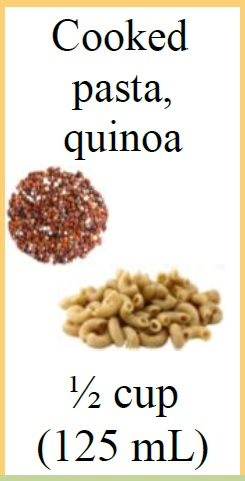 Cooked
pasta,
quinoa
½ cup
(125 mL)